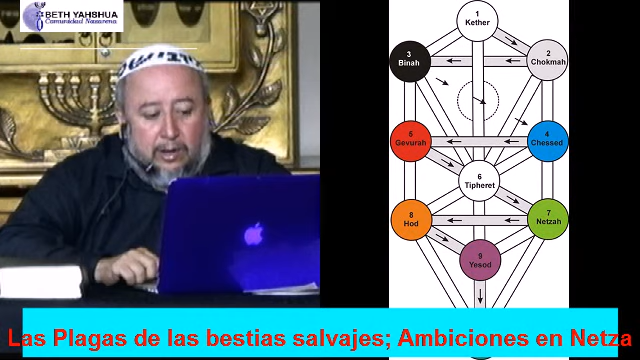 BETH YAHSHUA
Comunidad Nazarena
1
Kether
3
Binah
2
Chokmah
5
Gevurah
4
Chessed
6
Tipheret
8
Hod
7
Netzah
9
Yesod
Las Plagas de las bestias salvajes; Ambiciones en Netza